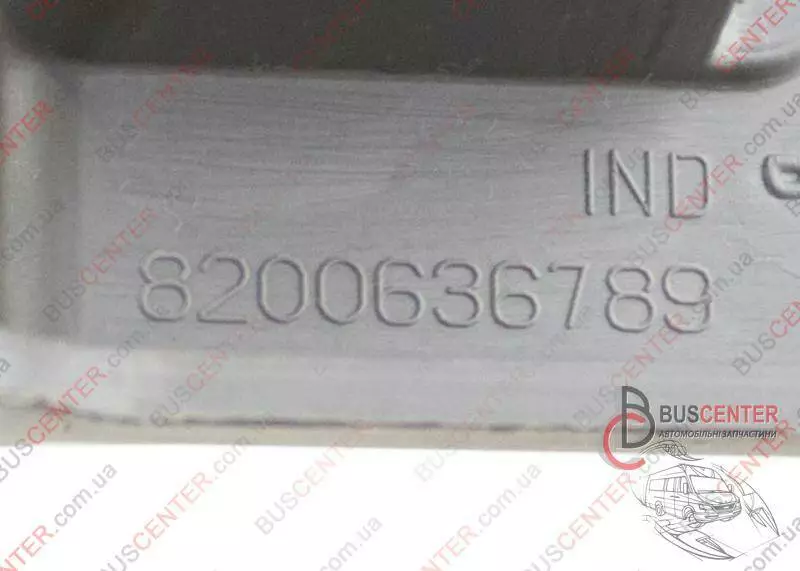 IND
8200636789
BUSCENTER
АВТОМОБІЛЬНІ ЗАПЧАСТИНИ
BUSCENTER.com.ua